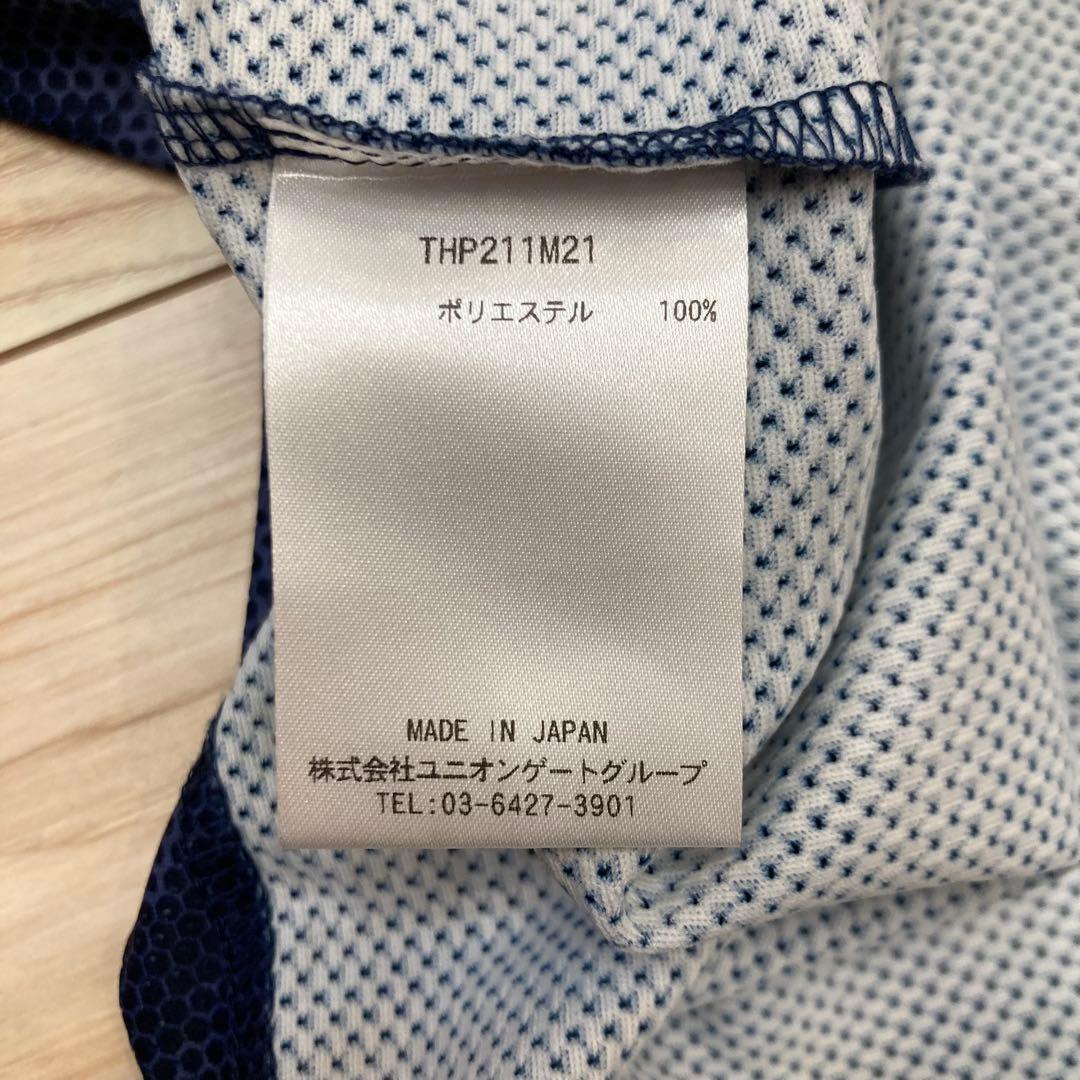 THP211M21
ポリエステル 100%
MADE IN JAPAN
株式会社ユニオンゲートグループ
TEL:03-6427-3901